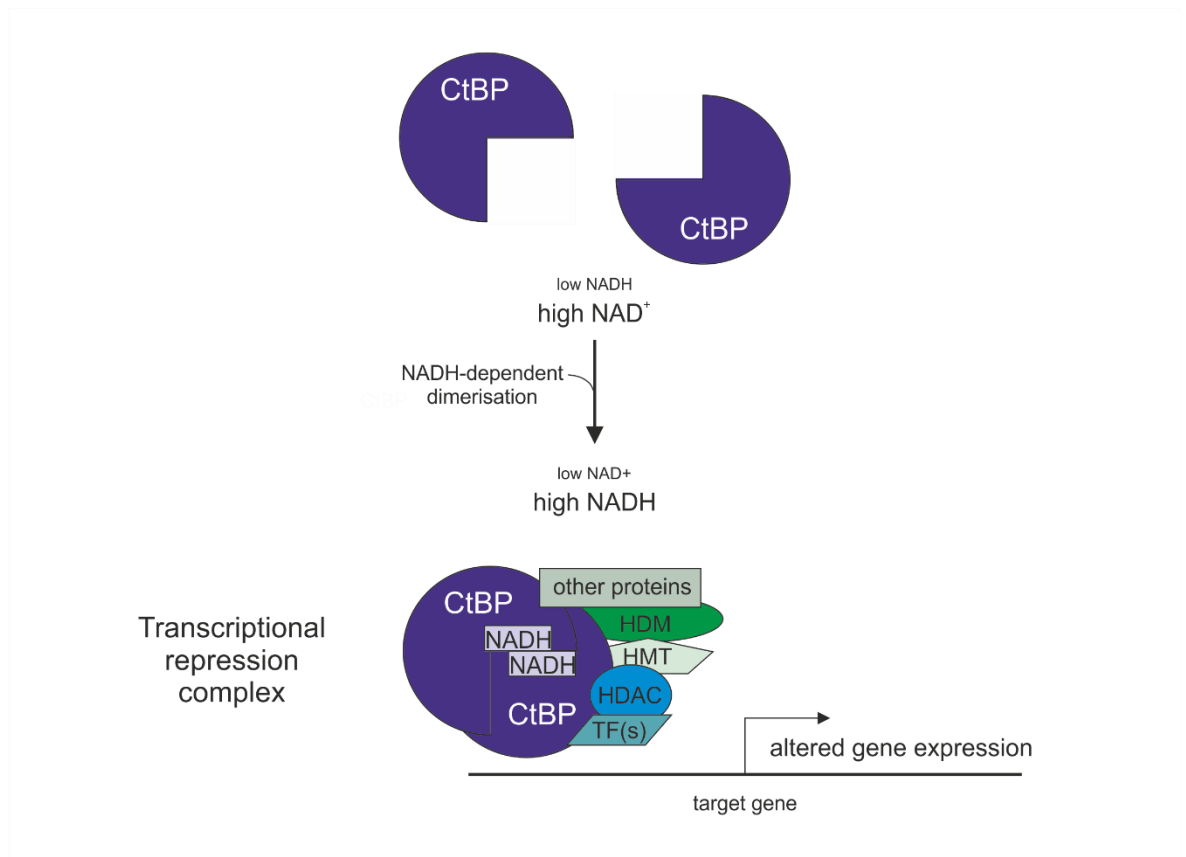 CtBP
CtBP
low NADH
high NAD⁺
NADH-dependent
dimerisation
CtBP
low NAD+
high NADH
Transcriptional
repression
complex
CtBP
other proteins
HDM
NADH
NADH
HMT
HDAC
CtBP
TF(s)
altered gene expression
target gene